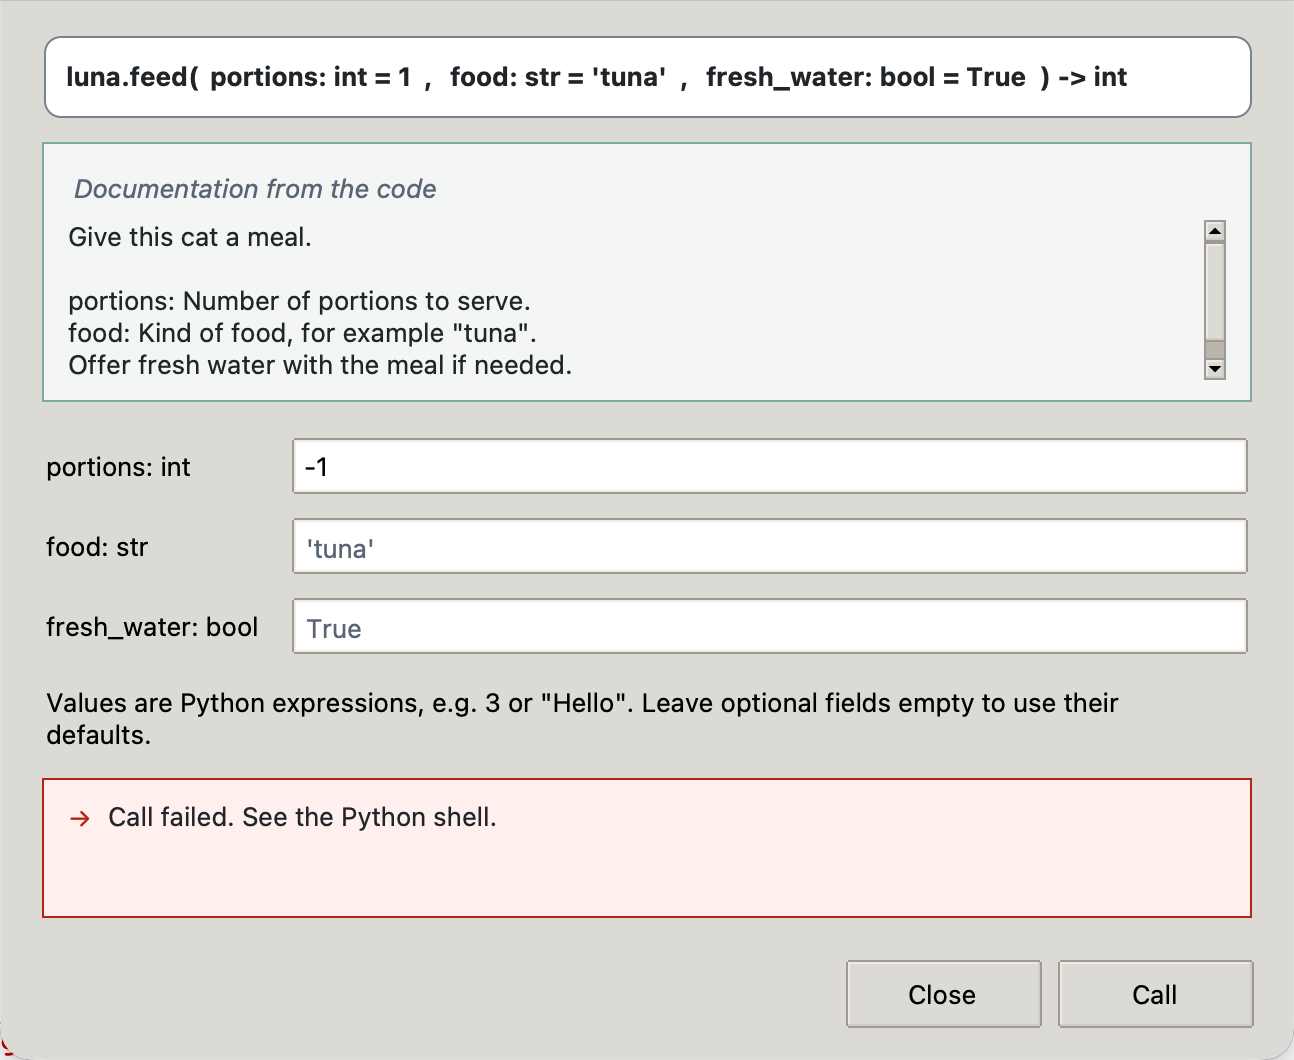 luna.feed( portions: int = 1 , food: str = 'tuna' , fresh_water: bool = True ) -> int
Documentation from the code
Give this cat a meal.
portions: Number of portions to serve.
food: Kind of food, for example "tuna".
Offer fresh water with the meal if needed.
portions: int -1
food: str 'tuna'
fresh_water: bool True
Values are Python expressions, e.g. 3 or "Hello". Leave optional fields empty to use their
defaults.
→ Call failed. See the Python shell.
Close Call